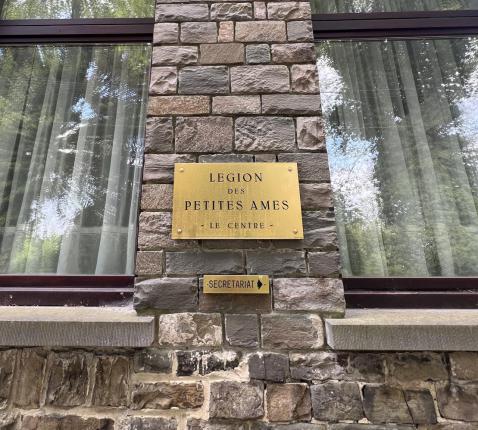 LEGION
DES
PETITES AMES
- LE CENTRE -
SECRETARIAT